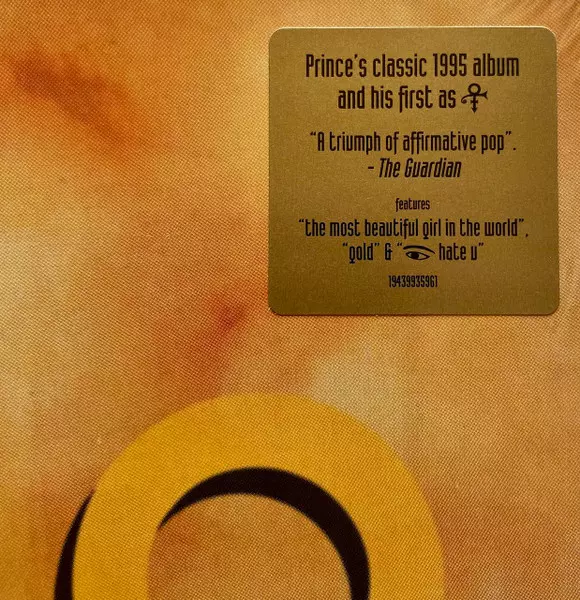 Prince's classic 1995 album
and his first as
"A triumph of affirmative pop".
- The Guardian
features
"the most beautiful girl in the world",
"gold" & " hate u"
19439935961